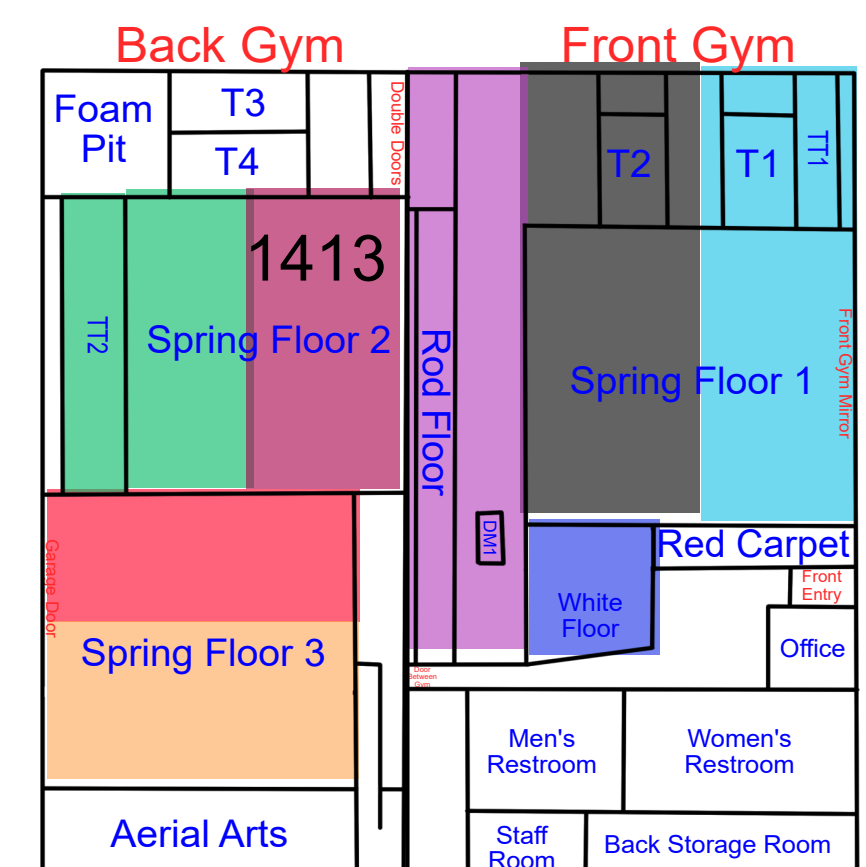 Back Gym
Front Gym
Foam
Pit
T3
T4
Double Doors
T2
T1
TT1
1413
TT2
Spring Floor 2
Rod Floor
Spring Floor 1
Front Gym Mirror
DM1
Red Carpet
Garage Door
White
Floor
Front
Entry
Spring Floor 3
Office
Door
Between
Gym
Men's
Restroom
Women's
Restroom
Aerial Arts
Staff
Room
Back Storage Room